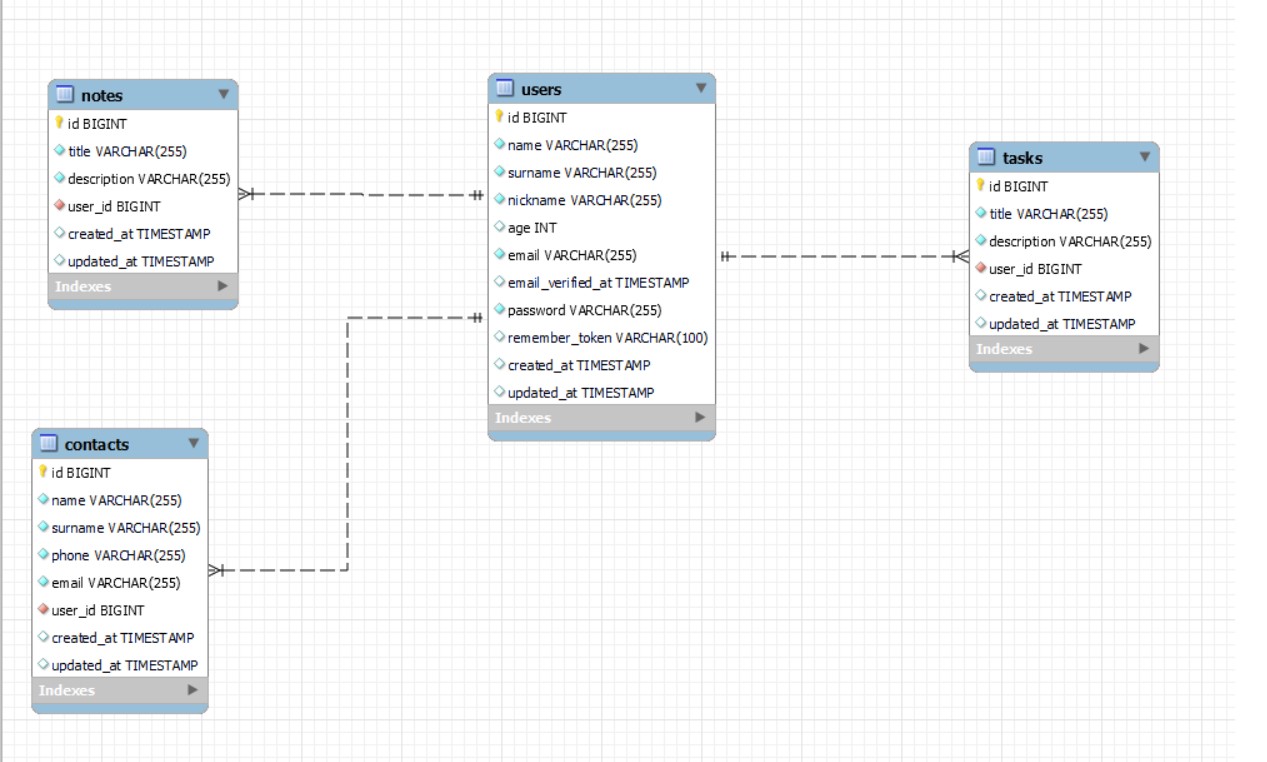 notes
id BIGINT
title VARCHAR(255)
description VARCHAR(255)
user_id BIGINT
created_at TIMESTAMP
updated_at TIMESTAMP
Indexes
users
id BIGINT
name VARCHAR(255)
surname VARCHAR(255)
nickname VARCHAR(255)
age INT
email VARCHAR(255)
email_verified_at TIMESTAMP
password VARCHAR(255)
remember_token VARCHAR(100)
created_at TIMESTAMP
updated_at TIMESTAMP
Indexes
tasks
id BIGINT
title VARCHAR(255)
description VARCHAR(255)
user_id BIGINT
created_at TIMESTAMP
updated_at TIMESTAMP
Indexes
contacts
id BIGINT
name VARCHAR(255)
surname VARCHAR(255)
phone VARCHAR(255)
email VARCHAR(255)
user_id BIGINT
created_at TIMESTAMP
updated_at TIMESTAMP
Indexes